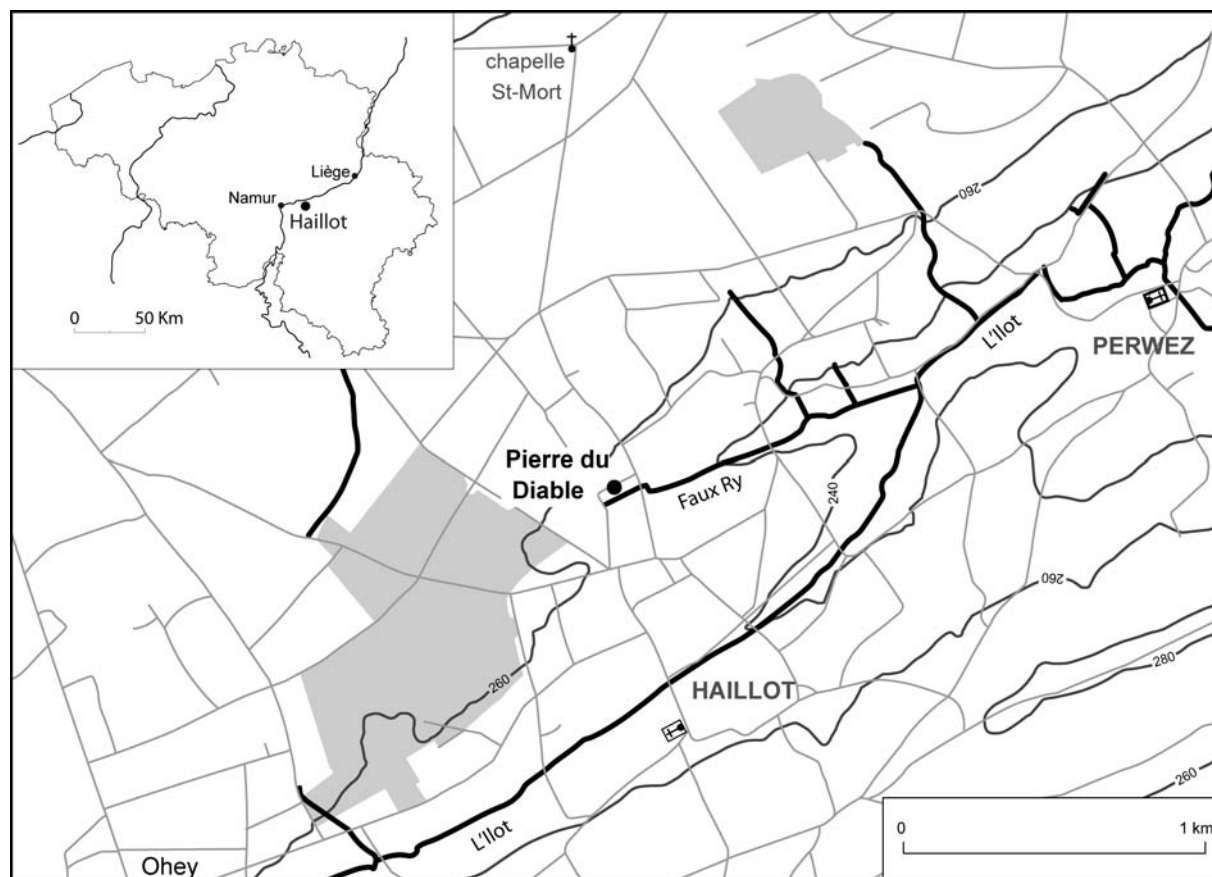 Liège
Namur
Haillot
0 50 Km
chapelle
St-Mort
260
L'Ilot
PERWEZ
Pierre du
Diable
Faux Ry
240
260
280
260
HAILLOT
260
L'Ilot
Ohey
0 1 km